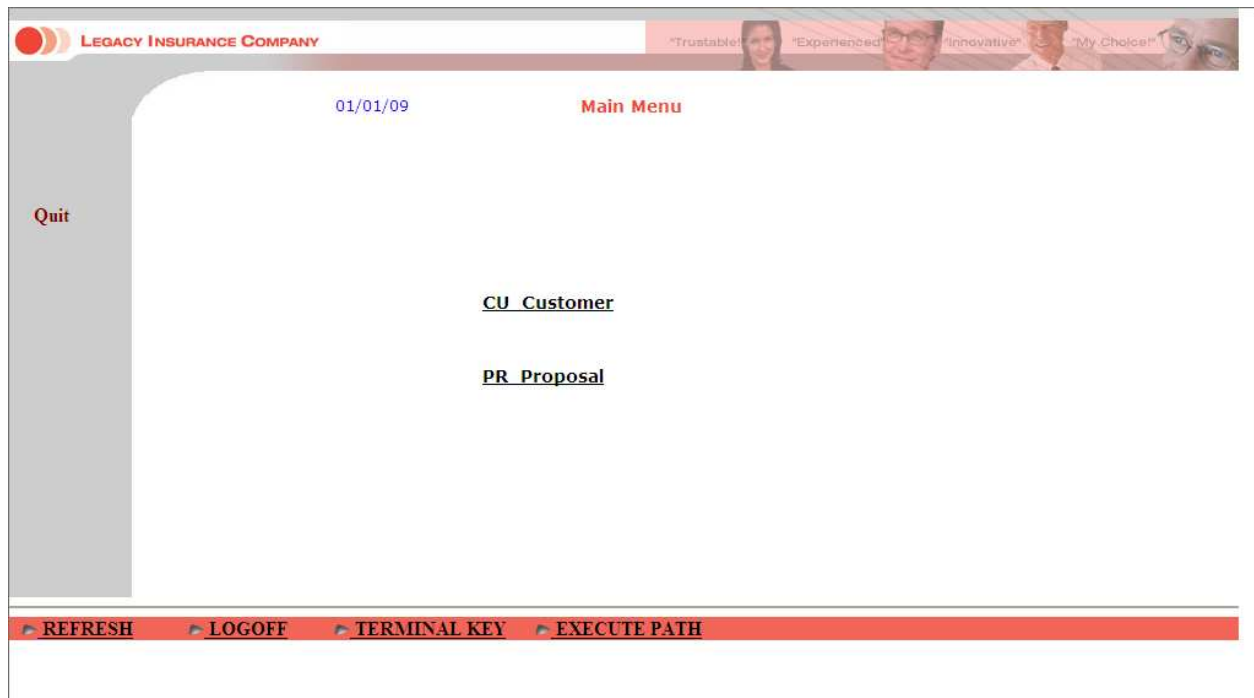 LEGACY INSURANCE COMPANY
"Trustable!" "Experienced" "Innovative" "My Choice!"
01/01/09 Main Menu
Quit
CU Customer
PR Proposal
REFRESH LOGOFF TERMINAL KEY EXECUTE PATH